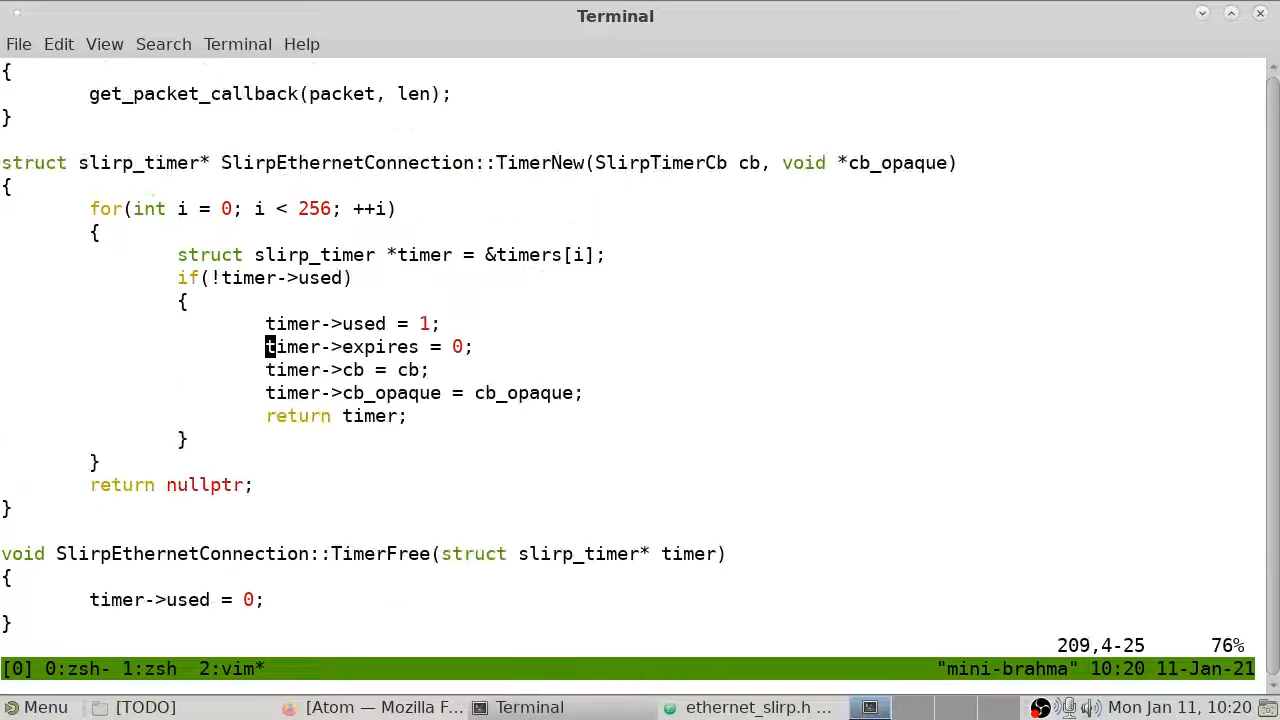 Terminal
File Edit View Search Terminal Help
{
        get_packet_callback(packet, len);
}
struct slirp_timer* SlirpEthernetConnection::TimerNew(SlirpTimerCb cb, void *cb_opaque)
{
        for(int i = 0; i < 256; ++i)
        {
                struct slirp_timer *timer = &timers[i];
                if(!timer->used)
                {
                        timer->used = 1;
                        timer->expires = 0;
                        timer->cb = cb;
                        timer->cb_opaque = cb_opaque;
                        return timer;
                }
        }
        return nullptr;
}
void SlirpEthernetConnection::TimerFree(struct slirp_timer* timer)
{
        timer->used = 0;
}
209,4-25 76%
[0] 0:zsh- 1:zsh 2:vim* "mini-brahma" 10:20 11-Jan-21
Menu [TODO] [Atom — Mozilla F... Terminal ethernet_slirp.h ... Mon Jan 11, 10:20